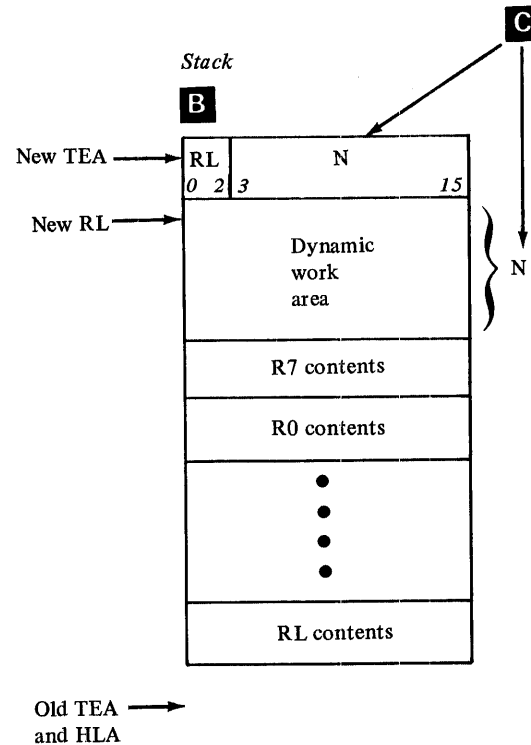 C
Stack
B
New TEA
RL
N
0 2 3 15
New RL
Dynamic
work
area
N
R7 contents
R0 contents
RL contents
Old TEA
and HLA